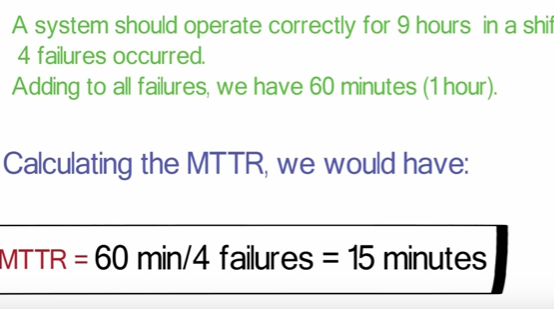 A system should operate correctly for 9 hours in a
4 failures occurred.
Adding to all failures, we have 60 minutes (1 hour).
Calculating the MTTR, we would have:
MTTR = 60 min/4 failures = 15 minutes